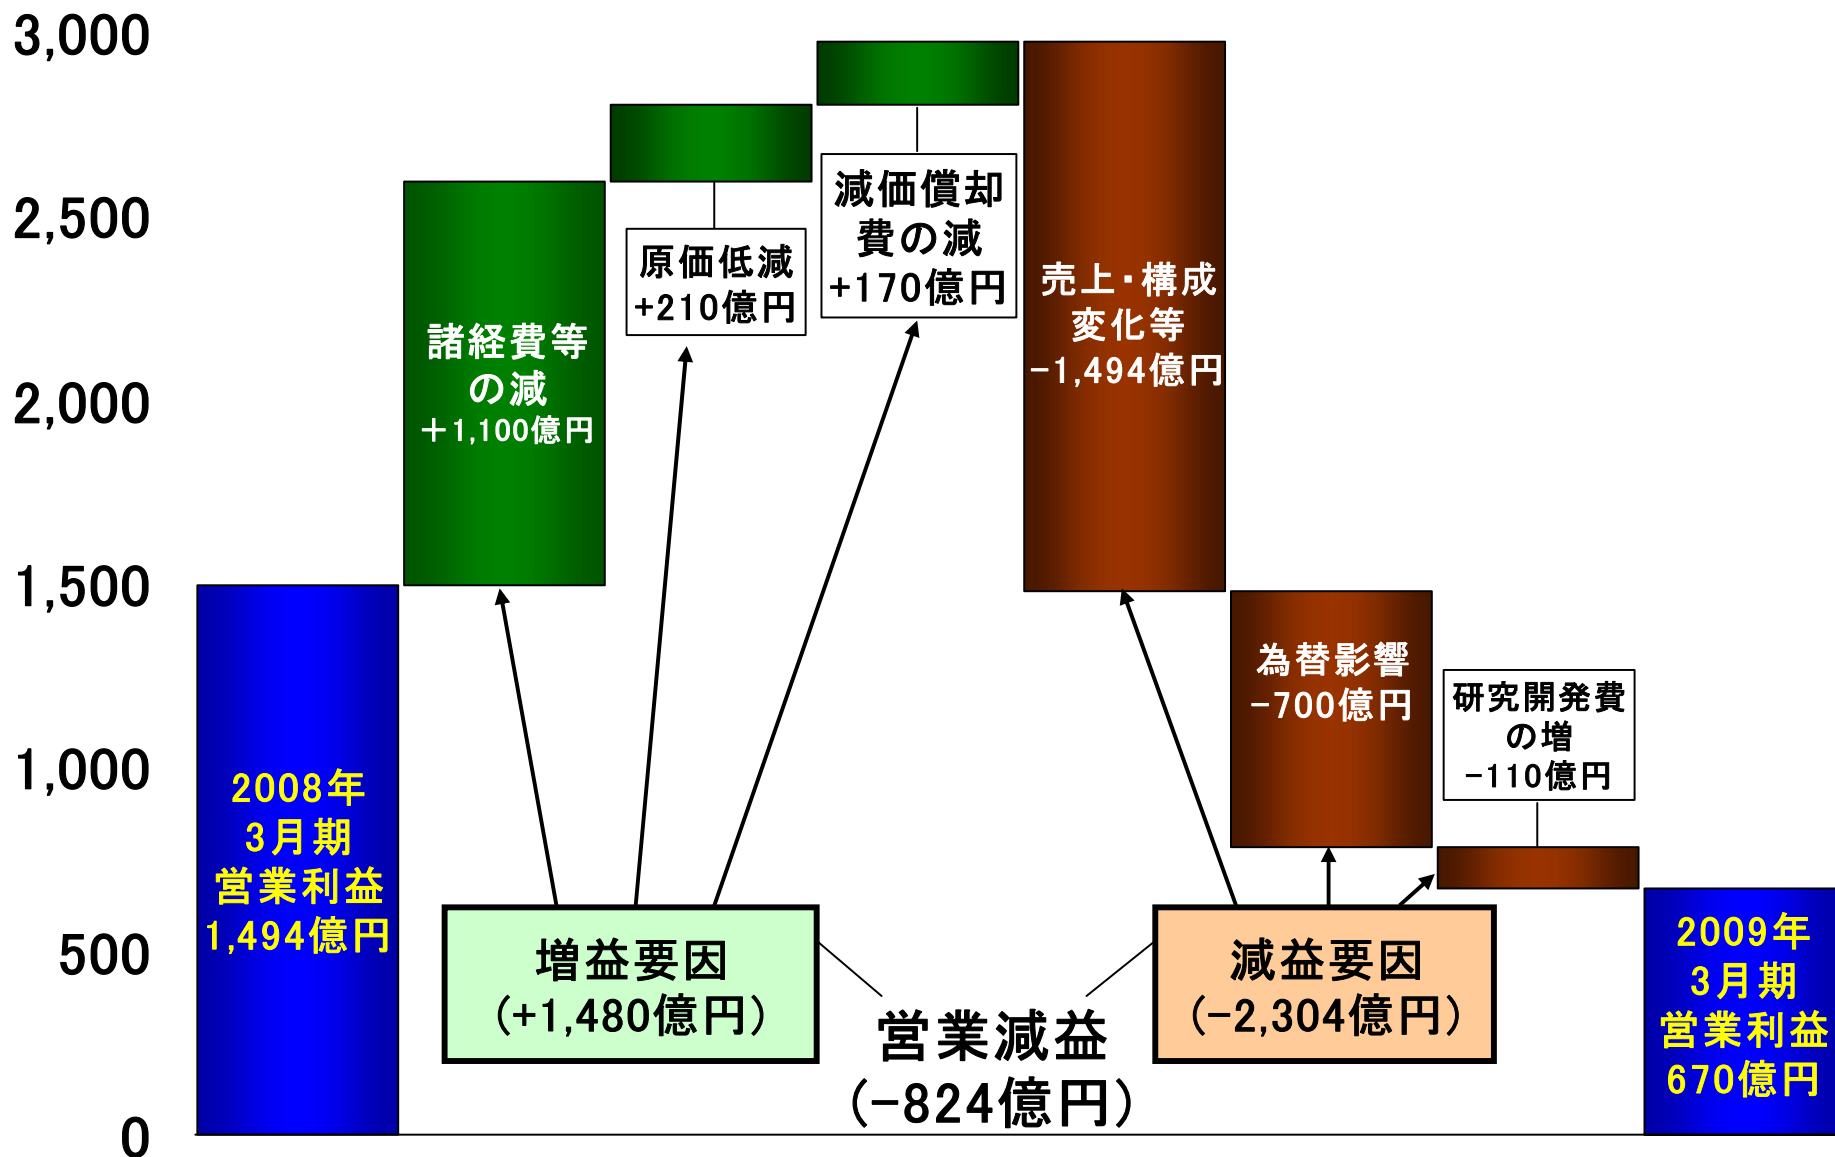 3,000
2,500
2,000
1,500
1,000
500
0
2008年
3月期
営業利益
1,494億円
諸経費等
の減
＋1,100億円
原価低減
+210億円
減価償却
費の減
+170億円
売上・構成
変化等
-1,494億円
為替影響
-700億円
研究開発費
の増
-110億円
2009年
3月期
営業利益
670億円
増益要因
(+1,480億円)
減益要因
(-2,304億円)
営業減益
(-824億円)